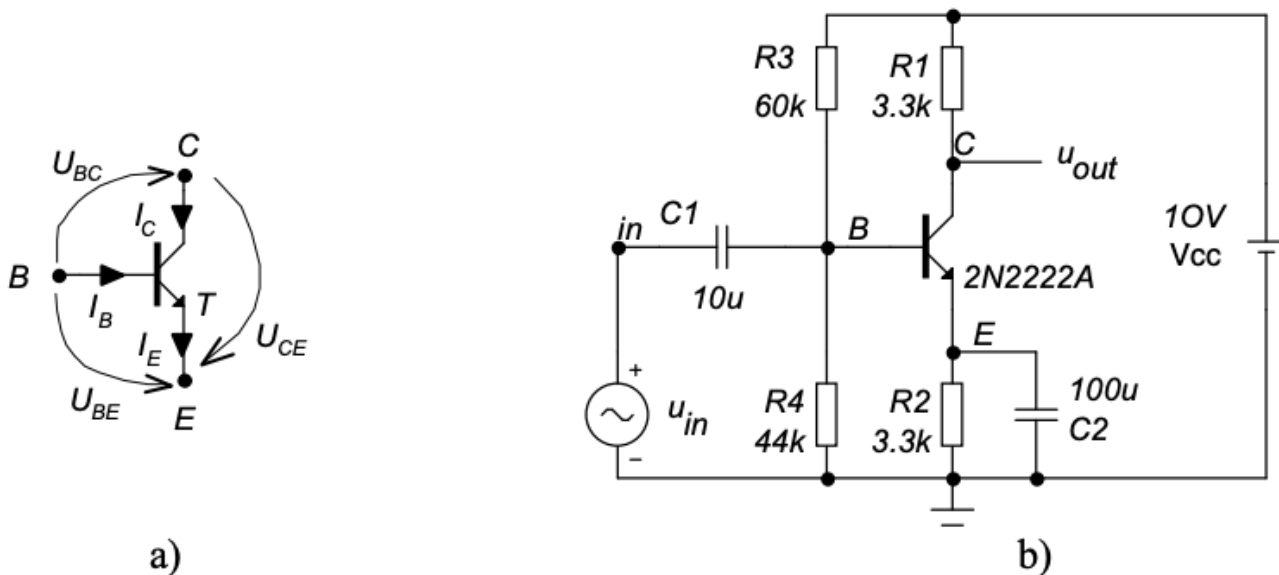 C
U_BC
I_C
B
I_B
T
I_E
U_CE
U_BE
E
a)
R3
60k
R1
3.3k
C
u_out
in
C1
10u
B
2N2222A
1OV
Vcc
E
+
u_in
−
R4
44k
R2
3.3k
100u
C2
b)